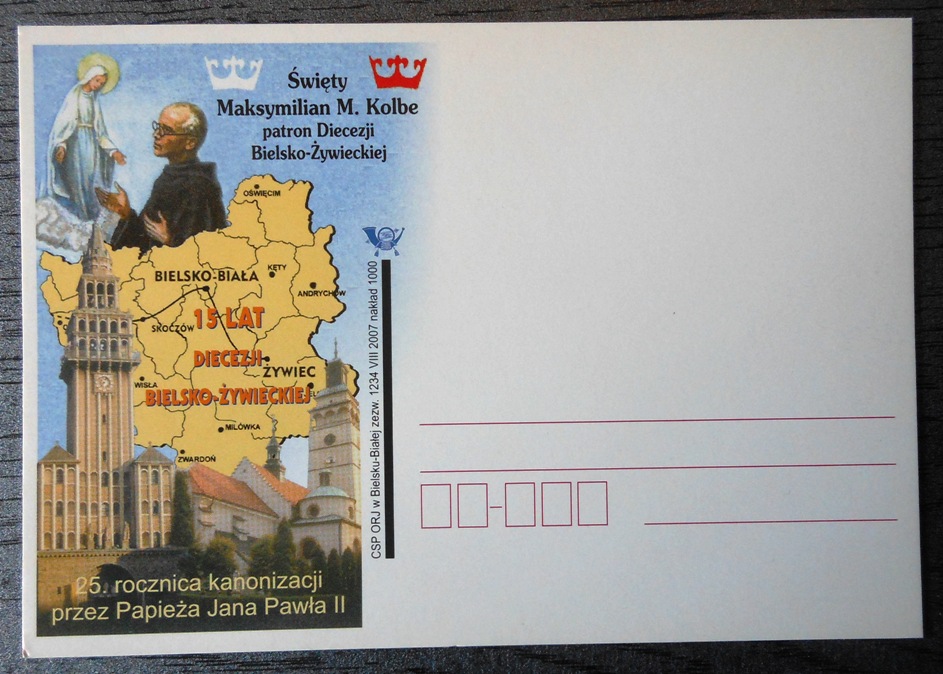 Święty
Maksymilian M. Kolbe
patron Diecezji
Bielsko-Żywieckiej
OŚWIĘCIM
BIELSKO-BIAŁA
KĘTY
ANDRYCHÓW
SKOCZÓW
15 LAT
DIECEZJI
ŻYWIEC
WISŁA
BIELSKO-ŻYWIECKIEJ
MILÓWKA
ZWARDOŃ
25. rocznica kanonizacji
przez Papieża Jana Pawła II
CSP ORJ w Bielsku-Białej zezw. 1234 VIII 2007 nakład 1000